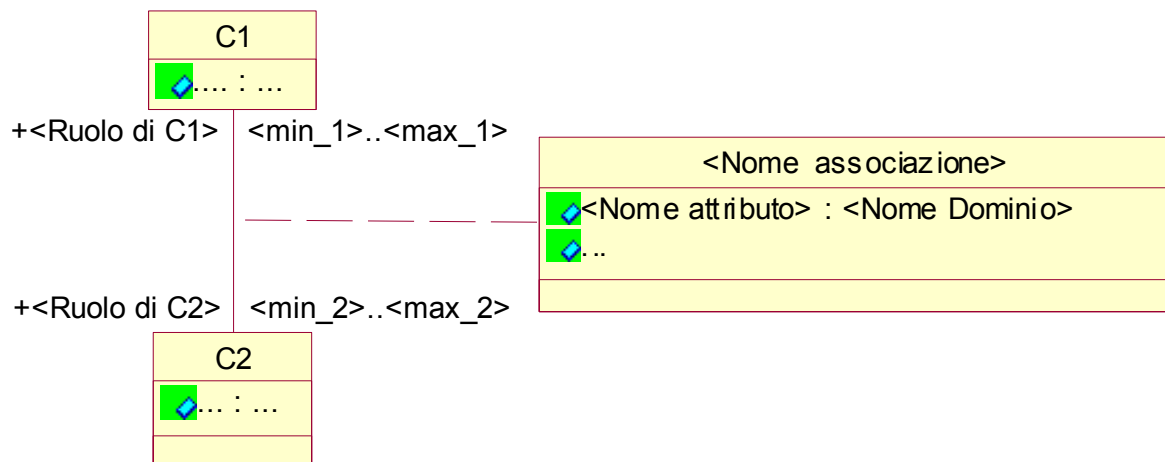 C1
.... : ...
+<Ruolo di C1> <min_1>..<max_1>
<Nome associazione>
<Nome attributo> : <Nome Dominio>
...
+<Ruolo di C2> <min_2>..<max_2>
C2
... : ...